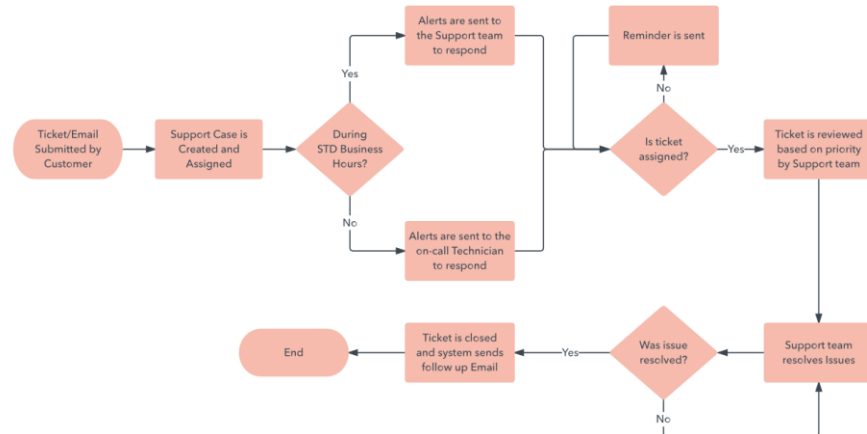 Alerts are sent to
the Support team
to respond
Reminder is sent
Yes
No
Ticket/Email
Submitted by
Customer
Support Case is
Created and
Assigned
During
STD Business
Hours?
Is ticket
assigned?
Yes
Ticket is reviewed
based on priority
by Support team
No
Alerts are sent to the
on-call Technician
to respond
End
Ticket is closed
and system sends
follow up Email
Yes
Was issue
resolved?
Support team
resolves Issues
No